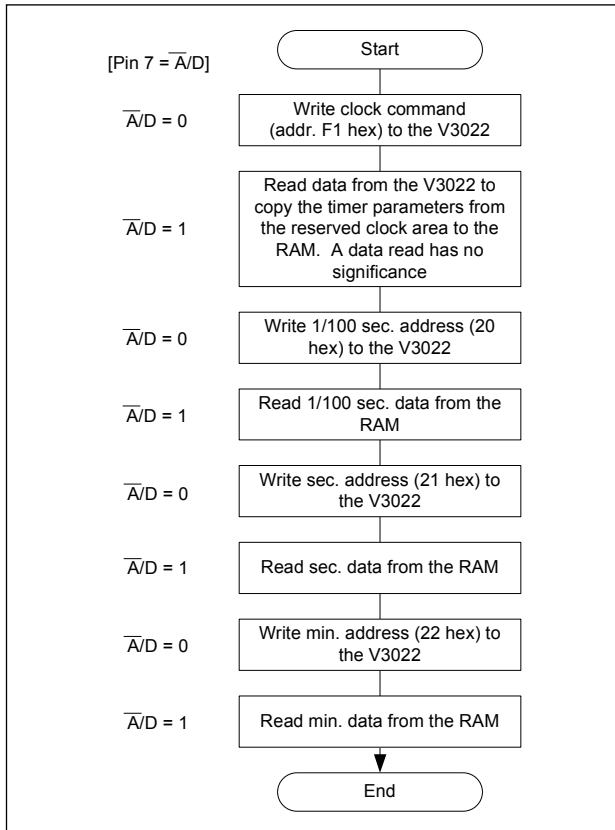 Start
[Pin 7 = A̅/D]
A̅/D = 0
Write clock command
(addr. F1 hex) to the V3022
Read data from the V3022 to
copy the timer parameters from
the reserved clock area to the
RAM. A data read has no
significance
A̅/D = 1
Write 1/100 sec. address (20
hex) to the V3022
A̅/D = 0
Read 1/100 sec. data from the
RAM
A̅/D = 1
Write sec. address (21 hex) to
the V3022
A̅/D = 0
A̅/D = 1
Read sec. data from the RAM
Write min. address (22 hex) to
the V3022
A̅/D = 0
A̅/D = 1
Read min. data from the RAM
End